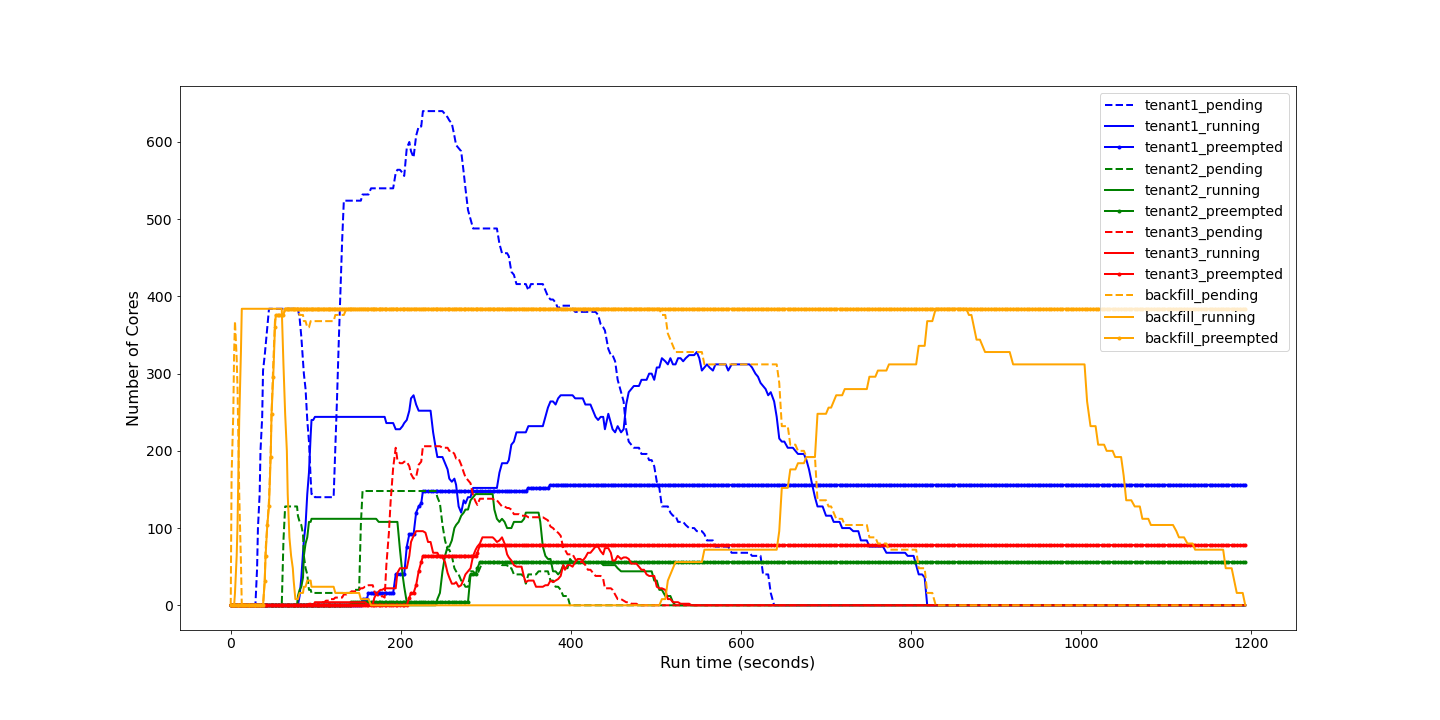 Number of Cores
600
500
400
300
200
100
0
0 200 400 600 800 1000 1200
Run time (seconds)
tenant1_pending
tenant1_running
tenant1_preempted
tenant2_pending
tenant2_running
tenant2_preempted
tenant3_pending
tenant3_running
tenant3_preempted
backfill_pending
backfill_running
backfill_preempted